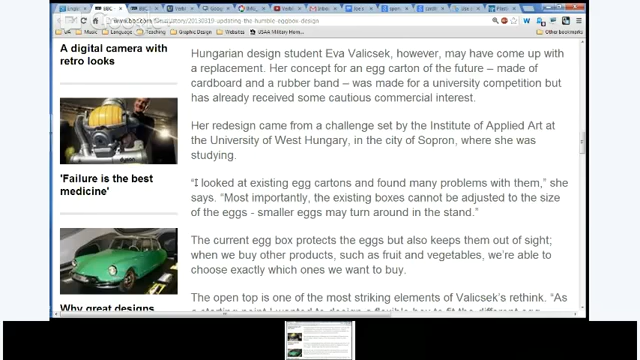 A digital camera with
retro looks
'Failure is the best
medicine'
Why great designs
Hungarian design student Eva Valicsek, however, may have come up with
a replacement. Her concept for an egg carton of the future – made of
cardboard and a rubber band – was made for a university competition but
has already received some cautious commercial interest.
Her redesign came from a challenge set by the Institute of Applied Art at
the University of West Hungary, in the city of Sopron, where she was
studying.
“I looked at existing egg cartons and found many problems with them,” she
says. “Most importantly, the existing boxes cannot be adjusted to the size
of the eggs - smaller eggs may turn around in the stand.”
The current egg box protects the eggs but also keeps them out of sight;
when we buy other products, such as fruit and vegetables, we’re able to
choose exactly which ones we want to buy.
The open top is one of the most striking elements of Valicsek's rethink. “As